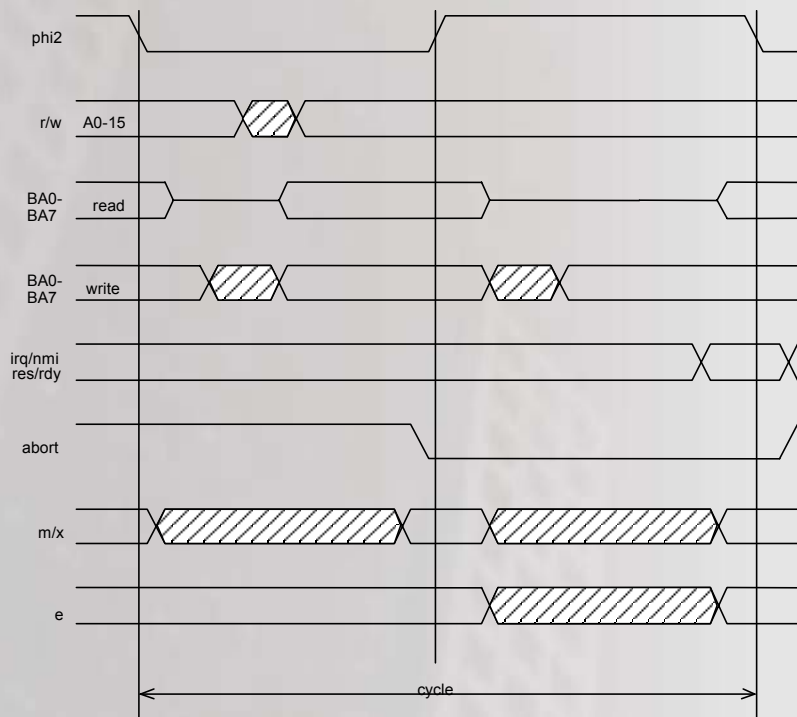 phi2
r/w A0-15
BA0-
BA7 read
BA0-
BA7 write
irq/nmi
res/rdy
abort
m/x
e
cycle